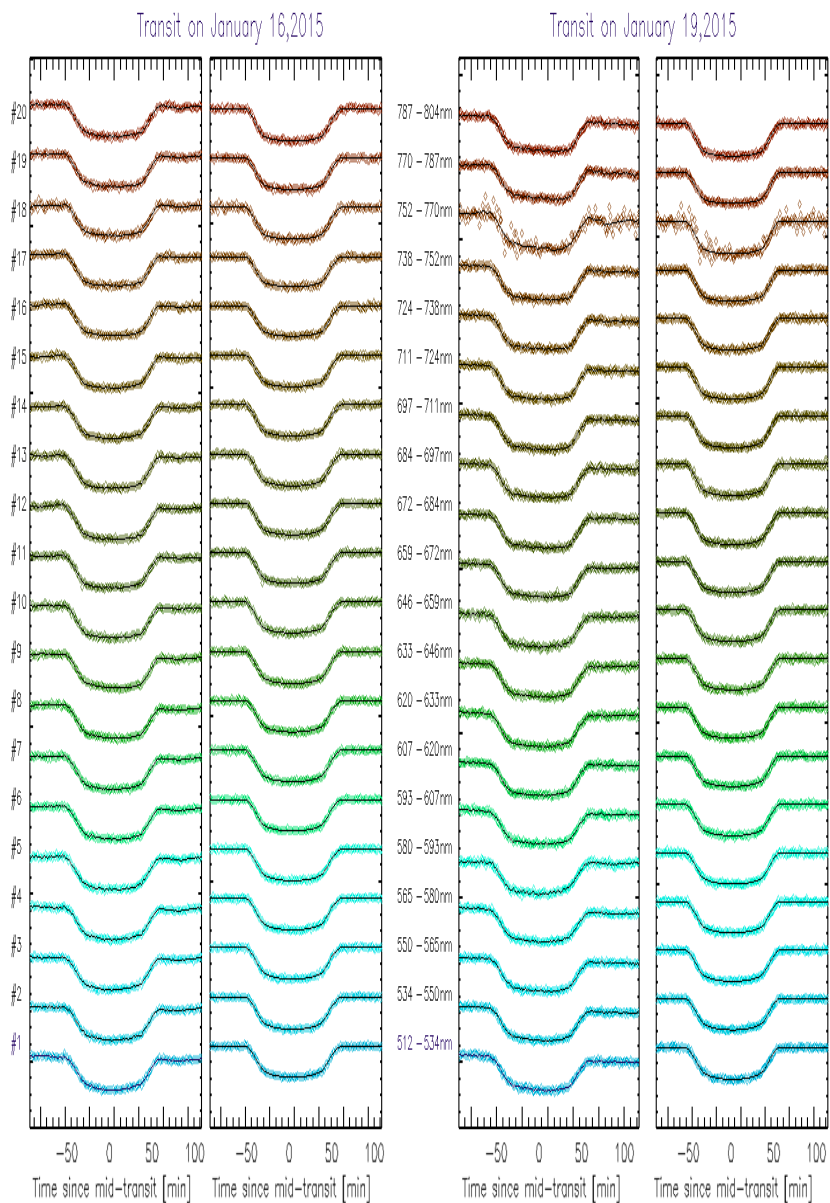 Transit on January 16,2015
Transit on January 19,2015
#20
787 –804nm
#19
770 –787nm
#18
752 –770nm
#17
738 –752nm
#16
724 –738nm
#15
711 –724nm
#14
697 –711nm
#13
684 –697nm
#12
672 –684nm
#11
659 –672nm
#10
646 –659nm
#9
633 –646nm
#8
620 –633nm
#7
607 –620nm
#6
593 –607nm
#5
580 –593nm
#4
565 –580nm
#3
550 –565nm
#2
534 –550nm
#1
512 –534nm
–50 0 50 100
–50 0 50 100
–50 0 50 100
–50 0 50 100
Time since mid–transit [min]
Time since mid–transit [min]
Time since mid–transit [min]
Time since mid–transit [min]